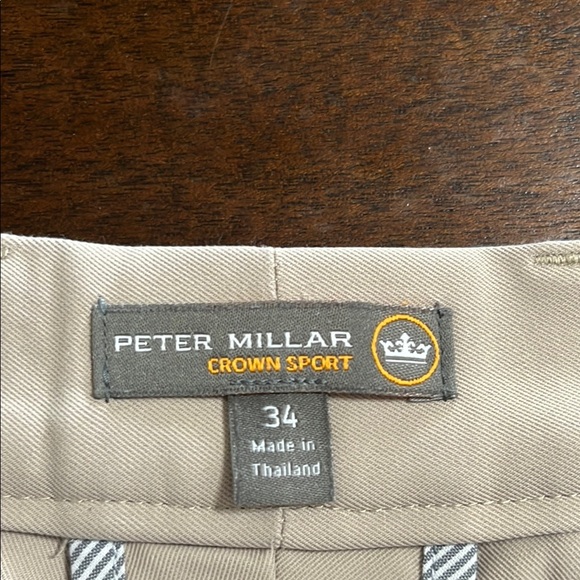 PETER MILLAR
CROWN SPORT
34
Made in
Thailand